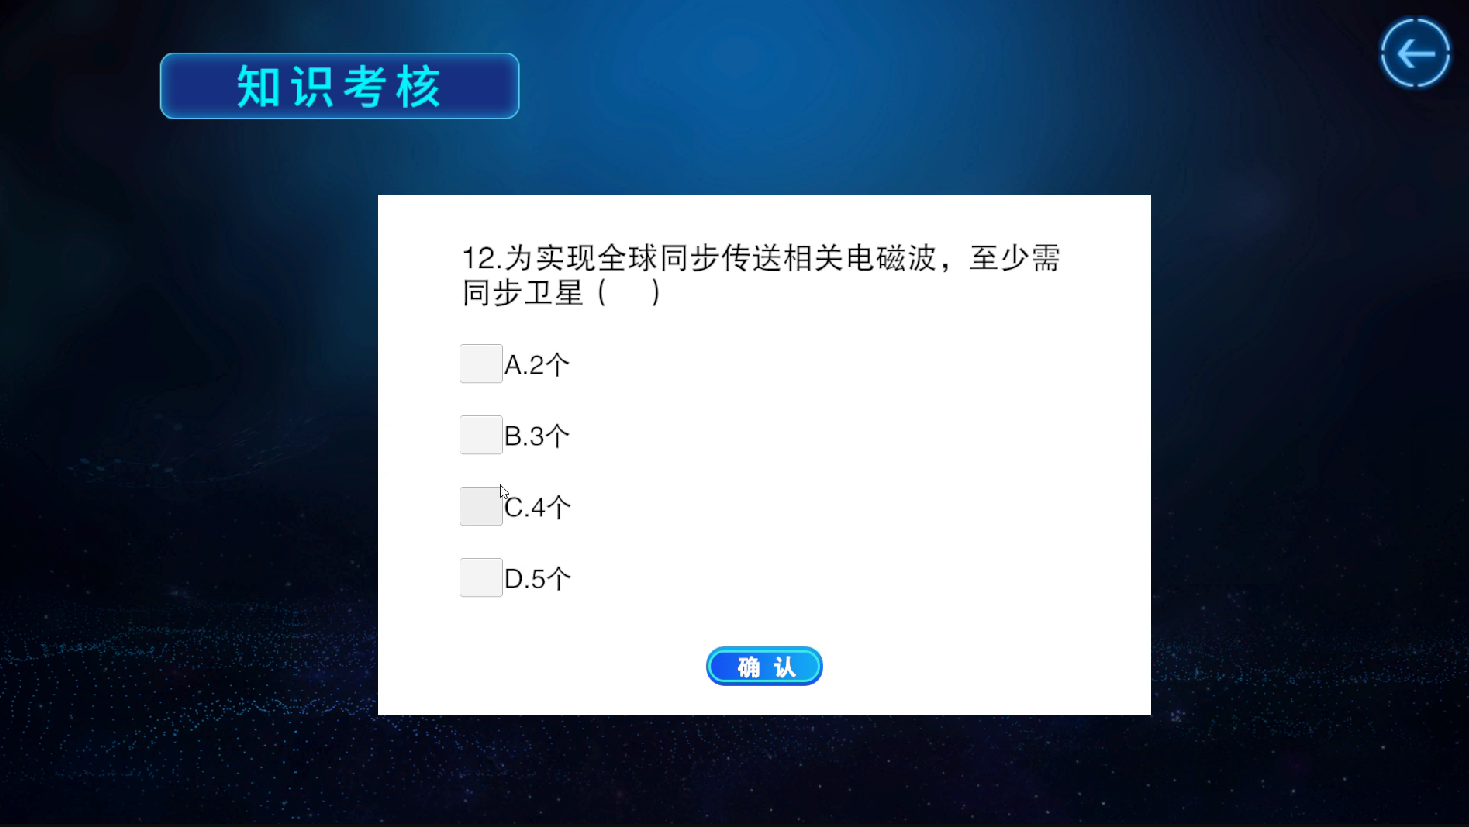 知识考核
12.为实现全球同步传送相关电磁波，至少需
同步卫星（ ）
A.2个
B.3个
C.4个
D.5个
确 认